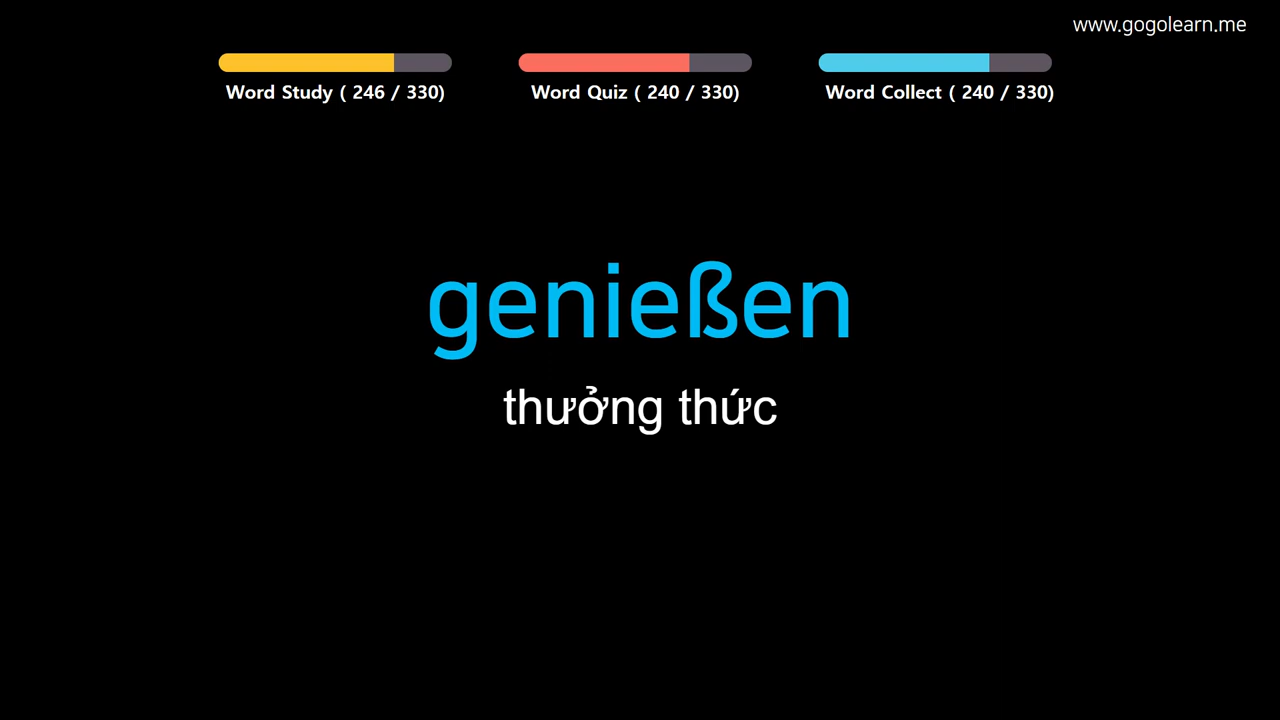 www.gogolearn.me
Word Study ( 246 / 330)
Word Quiz ( 240 / 330)
Word Collect ( 240 / 330)
genießen
thưởng thức